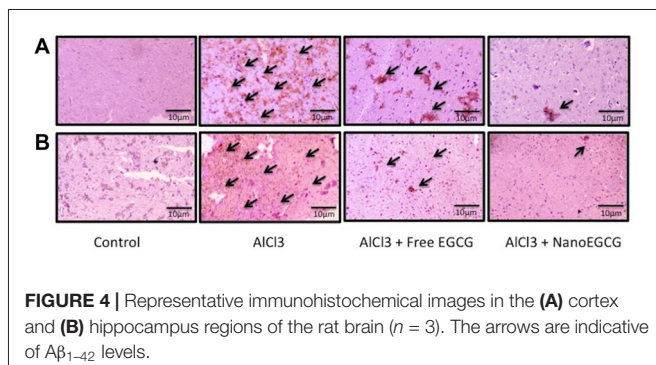 A
10μm 10μm 10μm 10μm
B
10μm 10μm 10μm 10μm
Control AlCl3 AlCl3 + Free EGCG AlCl3 + NanoEGCG
FIGURE 4 | Representative immunohistochemical images in the (A) cortex
and (B) hippocampus regions of the rat brain (n = 3). The arrows are indicative
of Aβ1–42 levels.